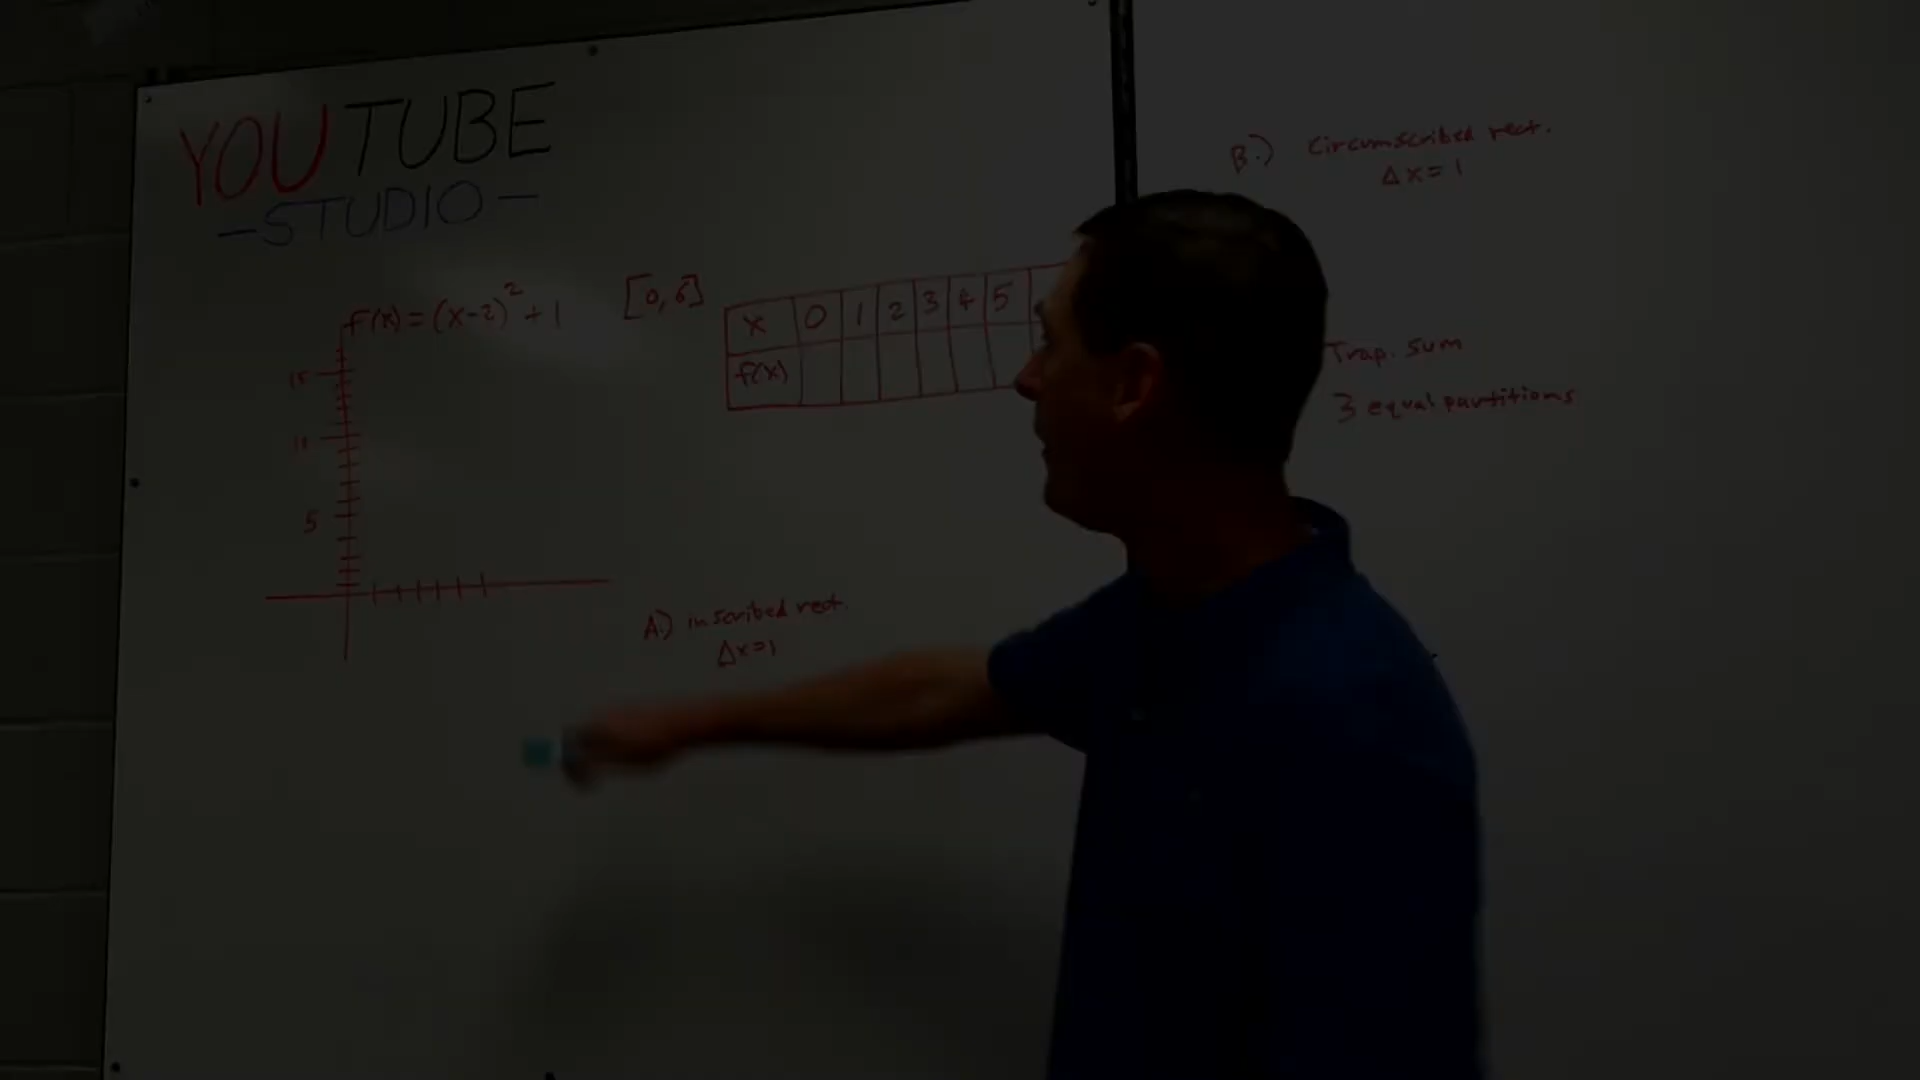 YOUTUBE
-STUDIO-
f(x)=(x-2)²+1 [0,6]
x 0 1 2 3 4 5
f(x)
15
10
5
A.) inscribed rect.
Δx=1
B.) Circumscribed rect.
Δx=1
Trap. sum
3 equal partitions